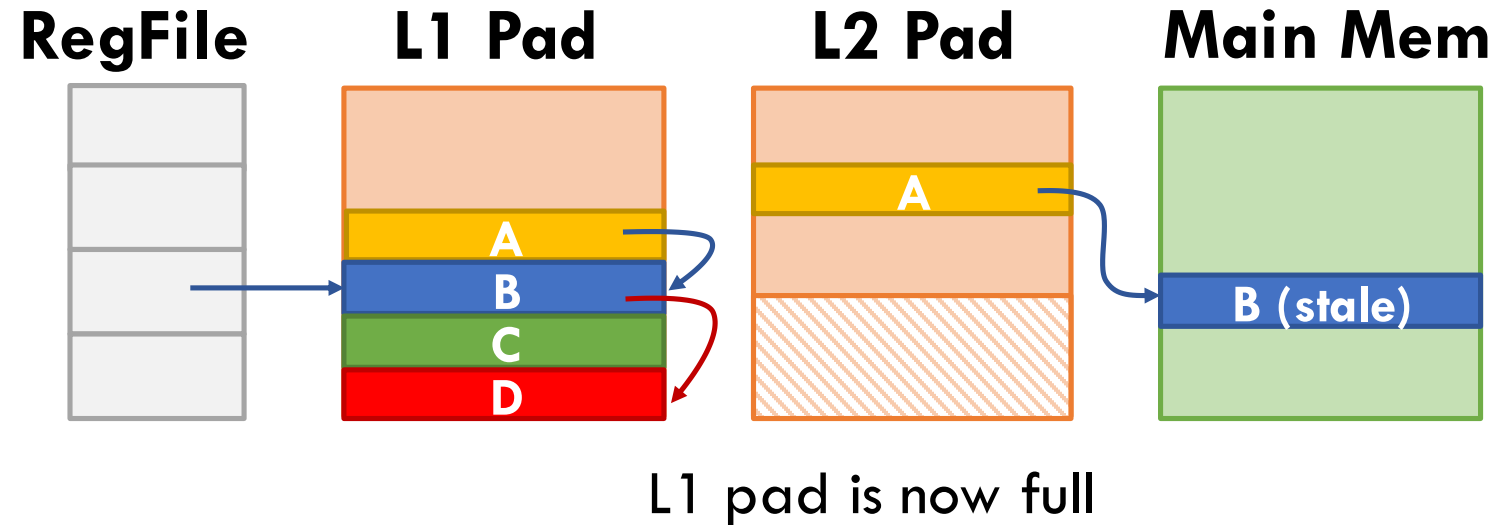 RegFile L1 Pad L2 Pad Main Mem
A
A
B
B (stale)
C
D
L1 pad is now full